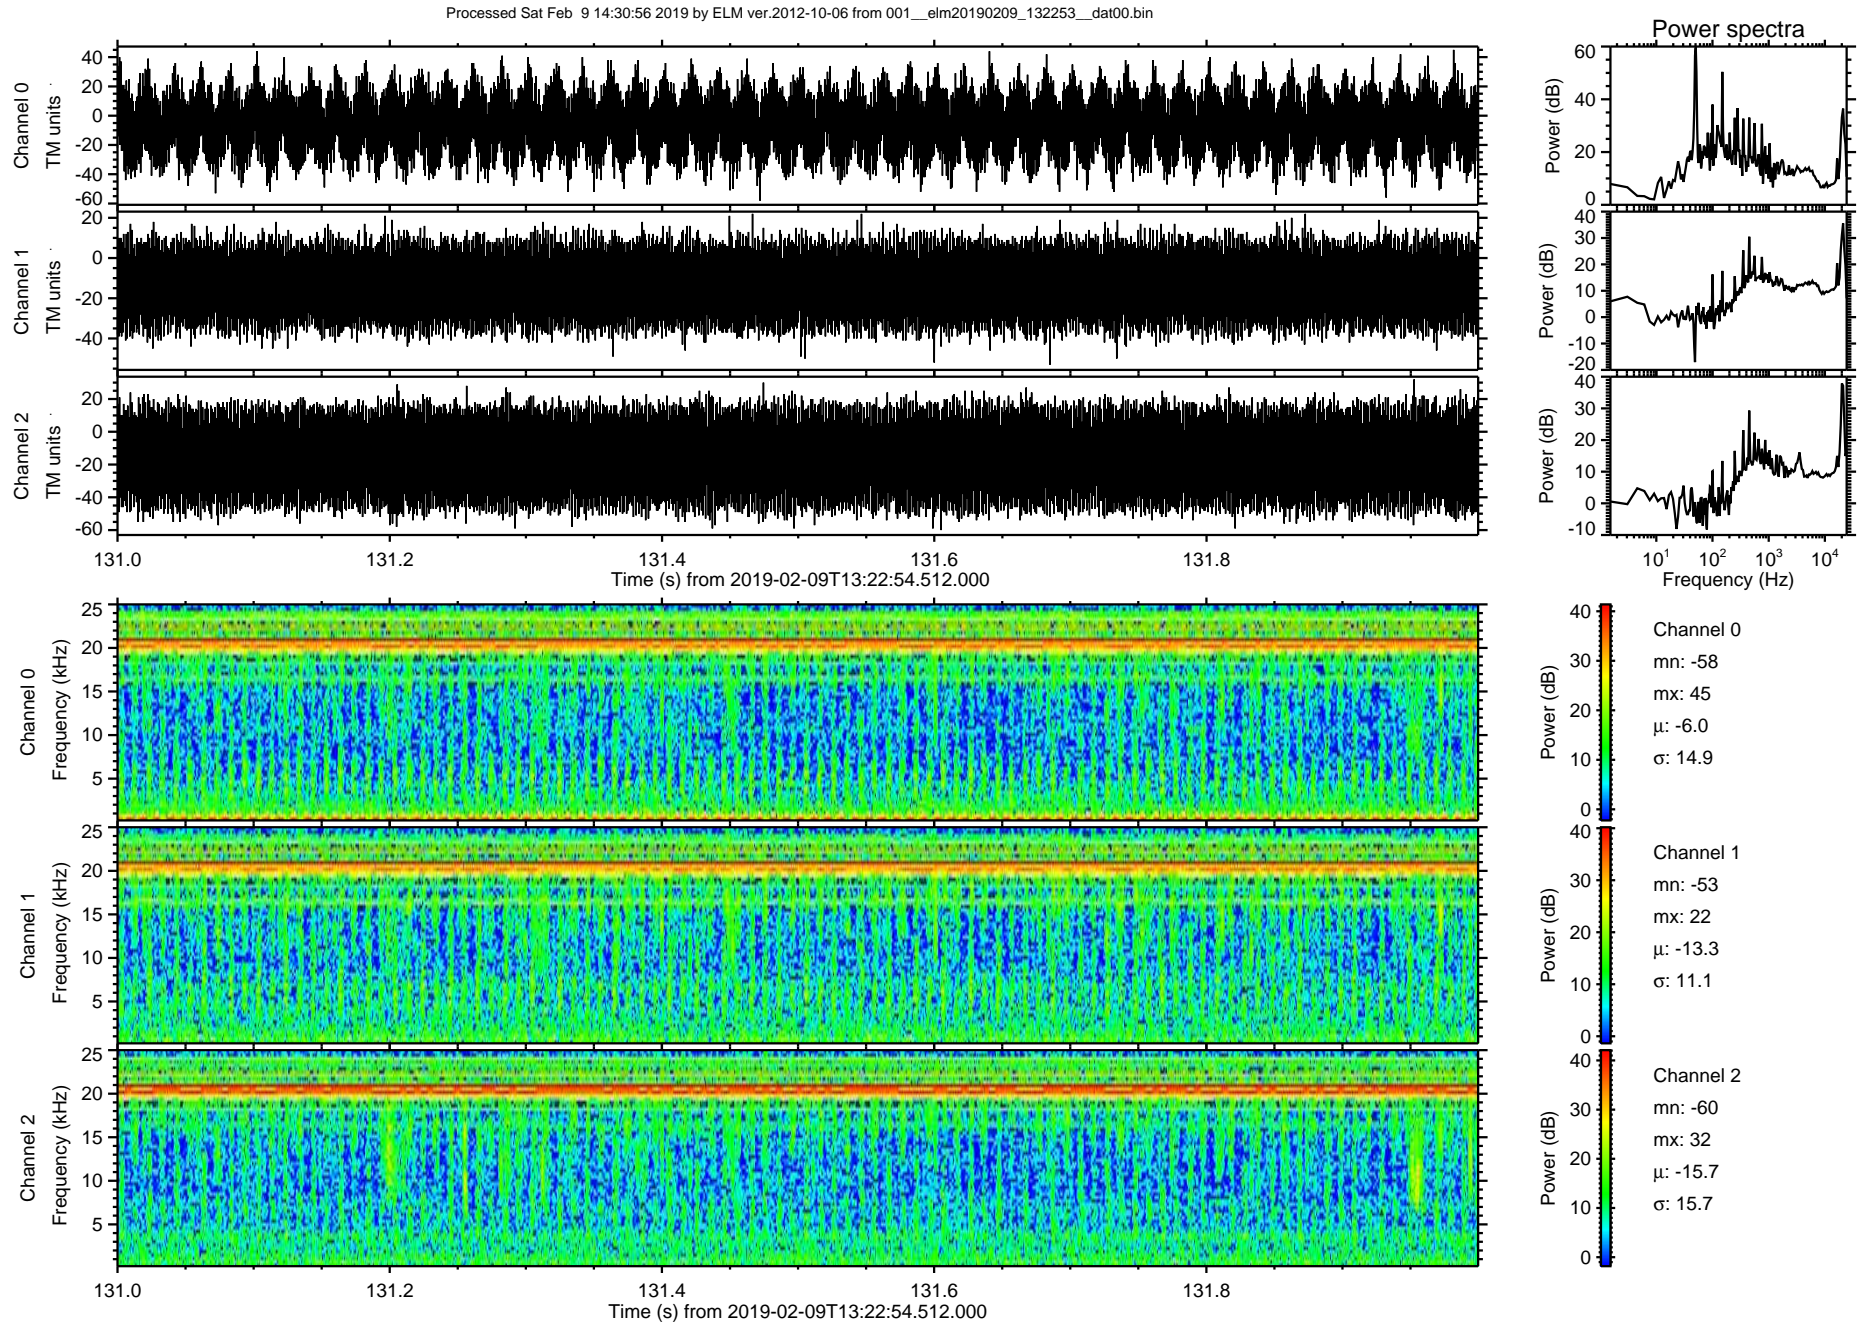 Processed Sat Feb  9 14:30:56 2019 by ELM ver.2012-10-06 from 001__elm20190209_132253__dat00.bin
Power spectra
Channel 0
TM units
40
20
0
-20
-40
-60
Power (dB)
60
40
20
0
Channel 1
TM units
20
0
-20
-40
Power (dB)
40
30
20
10
0
-10
-20
Channel 2
TM units
20
0
-20
-40
-60
Power (dB)
40
30
20
10
0
-10
131.0 131.2 131.4 131.6 131.8
Time (s) from 2019-02-09T13:22:54.512.000
10¹ 10² 10³ 10⁴
Frequency (Hz)
Channel 0
Frequency (kHz)
25
20
15
10
5
Power (dB)
40
30
20
10
0
Channel 0
mn: -58
mx: 45
μ: -6.0
σ: 14.9
Channel 1
Frequency (kHz)
25
20
15
10
5
Power (dB)
40
30
20
10
0
Channel 1
mn: -53
mx: 22
μ: -13.3
σ: 11.1
Channel 2
Frequency (kHz)
25
20
15
10
5
Power (dB)
40
30
20
10
0
Channel 2
mn: -60
mx: 32
μ: -15.7
σ: 15.7
131.0 131.2 131.4 131.6 131.8
Time (s) from 2019-02-09T13:22:54.512.000